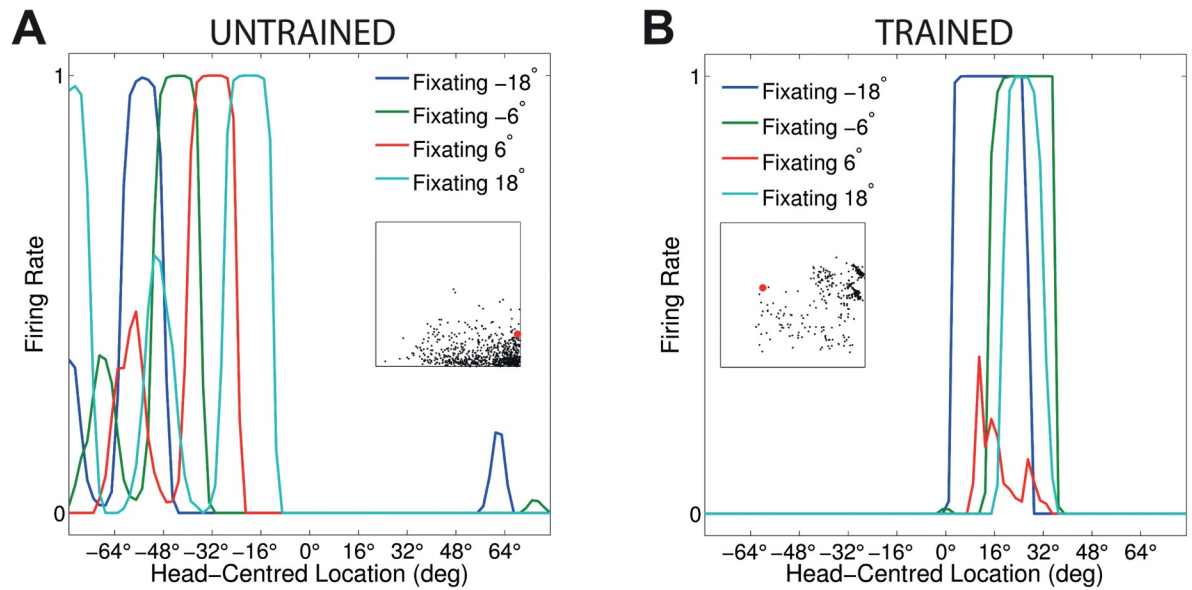 A
UNTRAINED
1
Fixating −18°
Fixating −6°
Fixating 6°
Fixating 18°
Firing Rate
0
−64° −48° −32° −16° 0° 16° 32° 48° 64°
Head−Centred Location (deg)
B
TRAINED
1
Fixating −18°
Fixating −6°
Fixating 6°
Fixating 18°
Firing Rate
0
−64° −48° −32° −16° 0° 16° 32° 48° 64°
Head−Centred Location (deg)